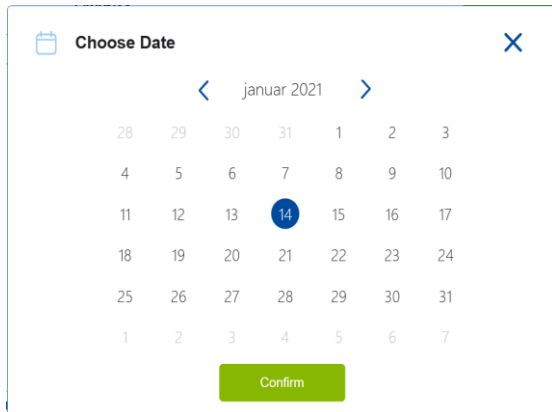 Choose Date
januar 2021
28 29 30 31 1 2 3
4 5 6 7 8 9 10
11 12 13 14 15 16 17
18 19 20 21 22 23 24
25 26 27 28 29 30 31
1 2 3 4 5 6 7
Confirm